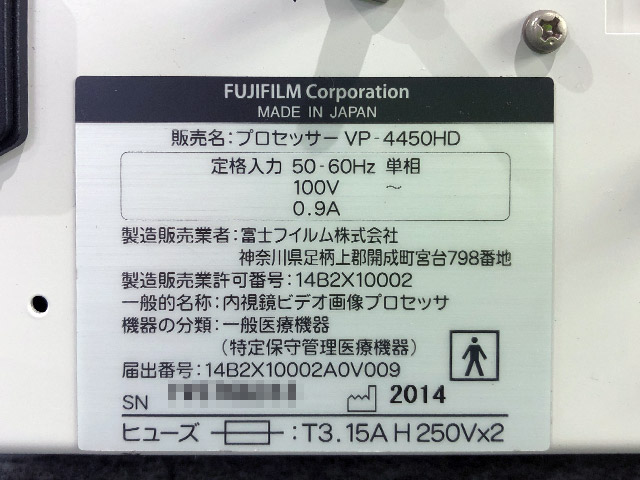 FUJIFILM Corporation
MADE IN JAPAN
販売名:プロセッサー VP-4450HD
定格入力 50-60Hz 単相
100V ～
0.9A
製造販売業者:富士フイルム株式会社
神奈川県足柄上郡開成町宮台798番地
製造販売業許可番号:14B2X10002
一般的名称:内視鏡ビデオ画像プロセッサ
機器の分類:一般医療機器
(特定保守管理医療機器)
届出番号:14B2X10002A0V009
SN 2014
ヒューズ :T3.15A H 250Vx2